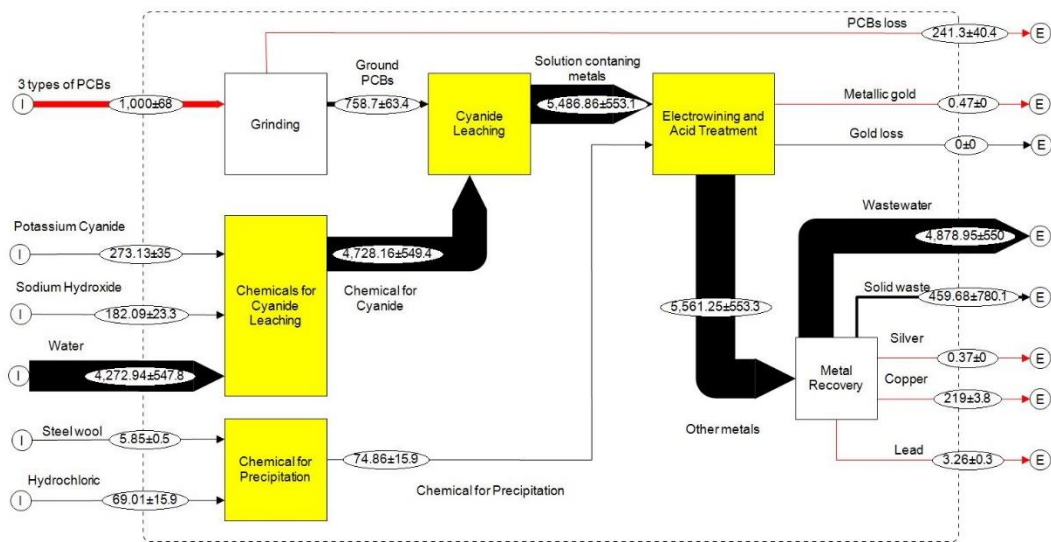 PCBs loss
241.3±40.4
E
3 types of PCBs
I
1,000±68
Grinding
Ground
PCBs
758.7±63.4
Cyanide
Leaching
Solution contaning
metals
5,486.86±553.1
Electrowining and
Acid Treatment
Metallic gold
0.47±0
E
Gold loss
0±0
E
Potassium Cyanide
I
273.13±35
Sodium Hydroxide
I
182.09±23.3
Water
I
4,272.94±547.8
Chemicals for
Cyanide
Leaching
4,728.16±549.4
Chemical for
Cyanide
Wastewater
4,878.95±550
E
Solid waste
459.68±780.1
E
5,561.25±553.3
Other metals
Metal
Recovery
Silver
0.37±0
E
Copper
219±3.8
E
Lead
3.26±0.3
E
Steel wool
I
5.85±0.5
Hydrochloric
I
69.01±15.9
Chemical for
Precipitation
74.86±15.9
Chemical for Precipitation